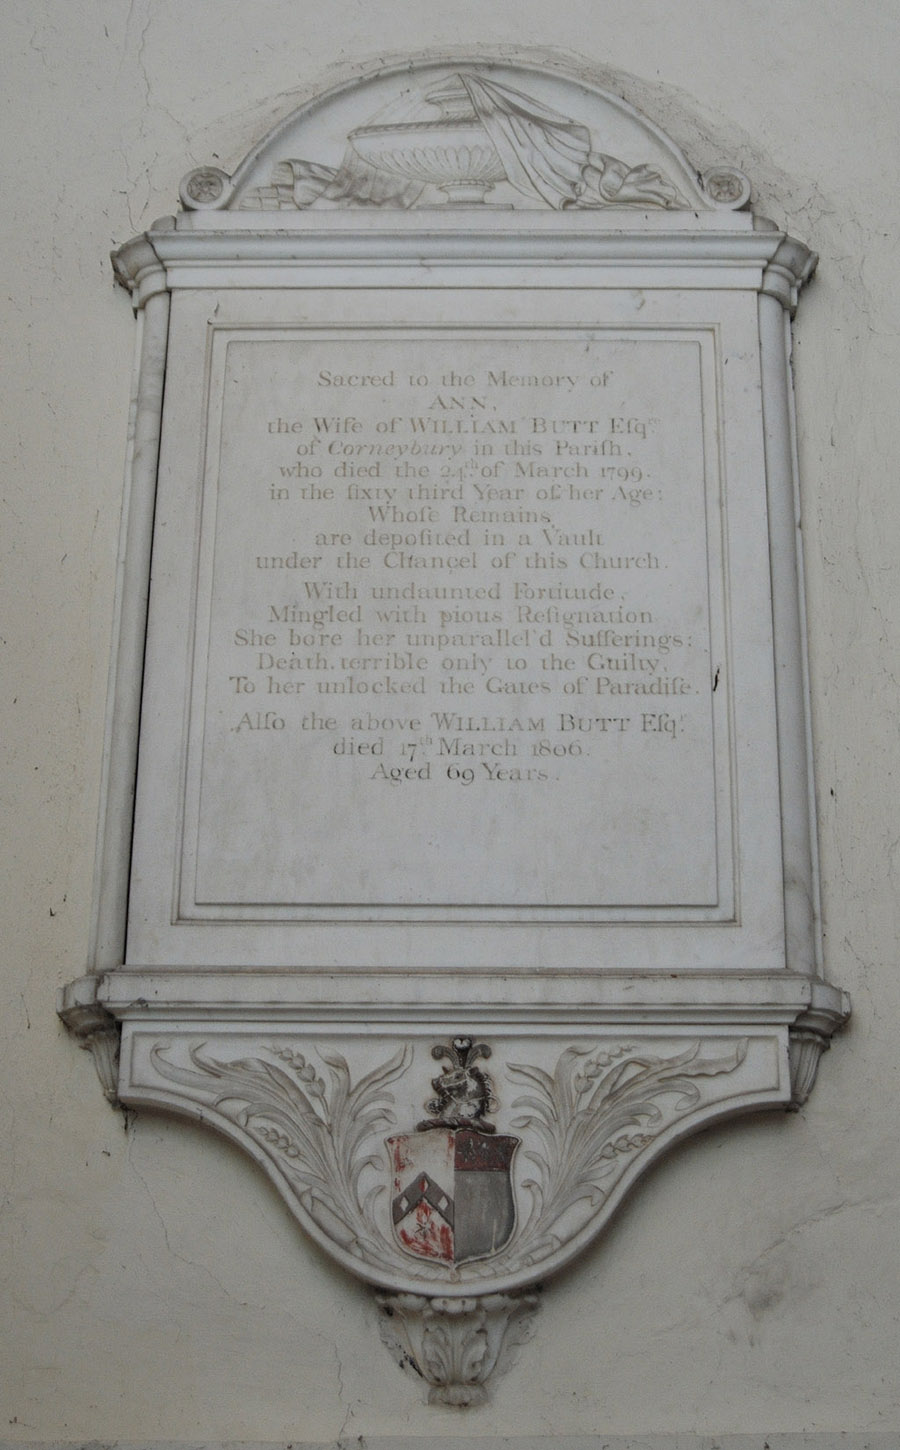 Sacred to the Memory of
ANN,
the Wife of WILLIAM BUTT Eſqr.
of Corneybury in this Pariſh,
who died the 24th of March 1799.
in the ſixty third Year of her Age:
Whoſe Remains,
are depoſited in a Vault
under the Chancel of this Church.
With undaunted Fortitude,
Mingled with pious Reſignation
She bore her unparallel'd Sufferings:
Death, terrible only to the Guilty,
To her unlocked the Gates of Paradiſe.
Alſo the above WILLIAM BUTT Eſqr.
died 17th March 1806.
Aged 69 Years.